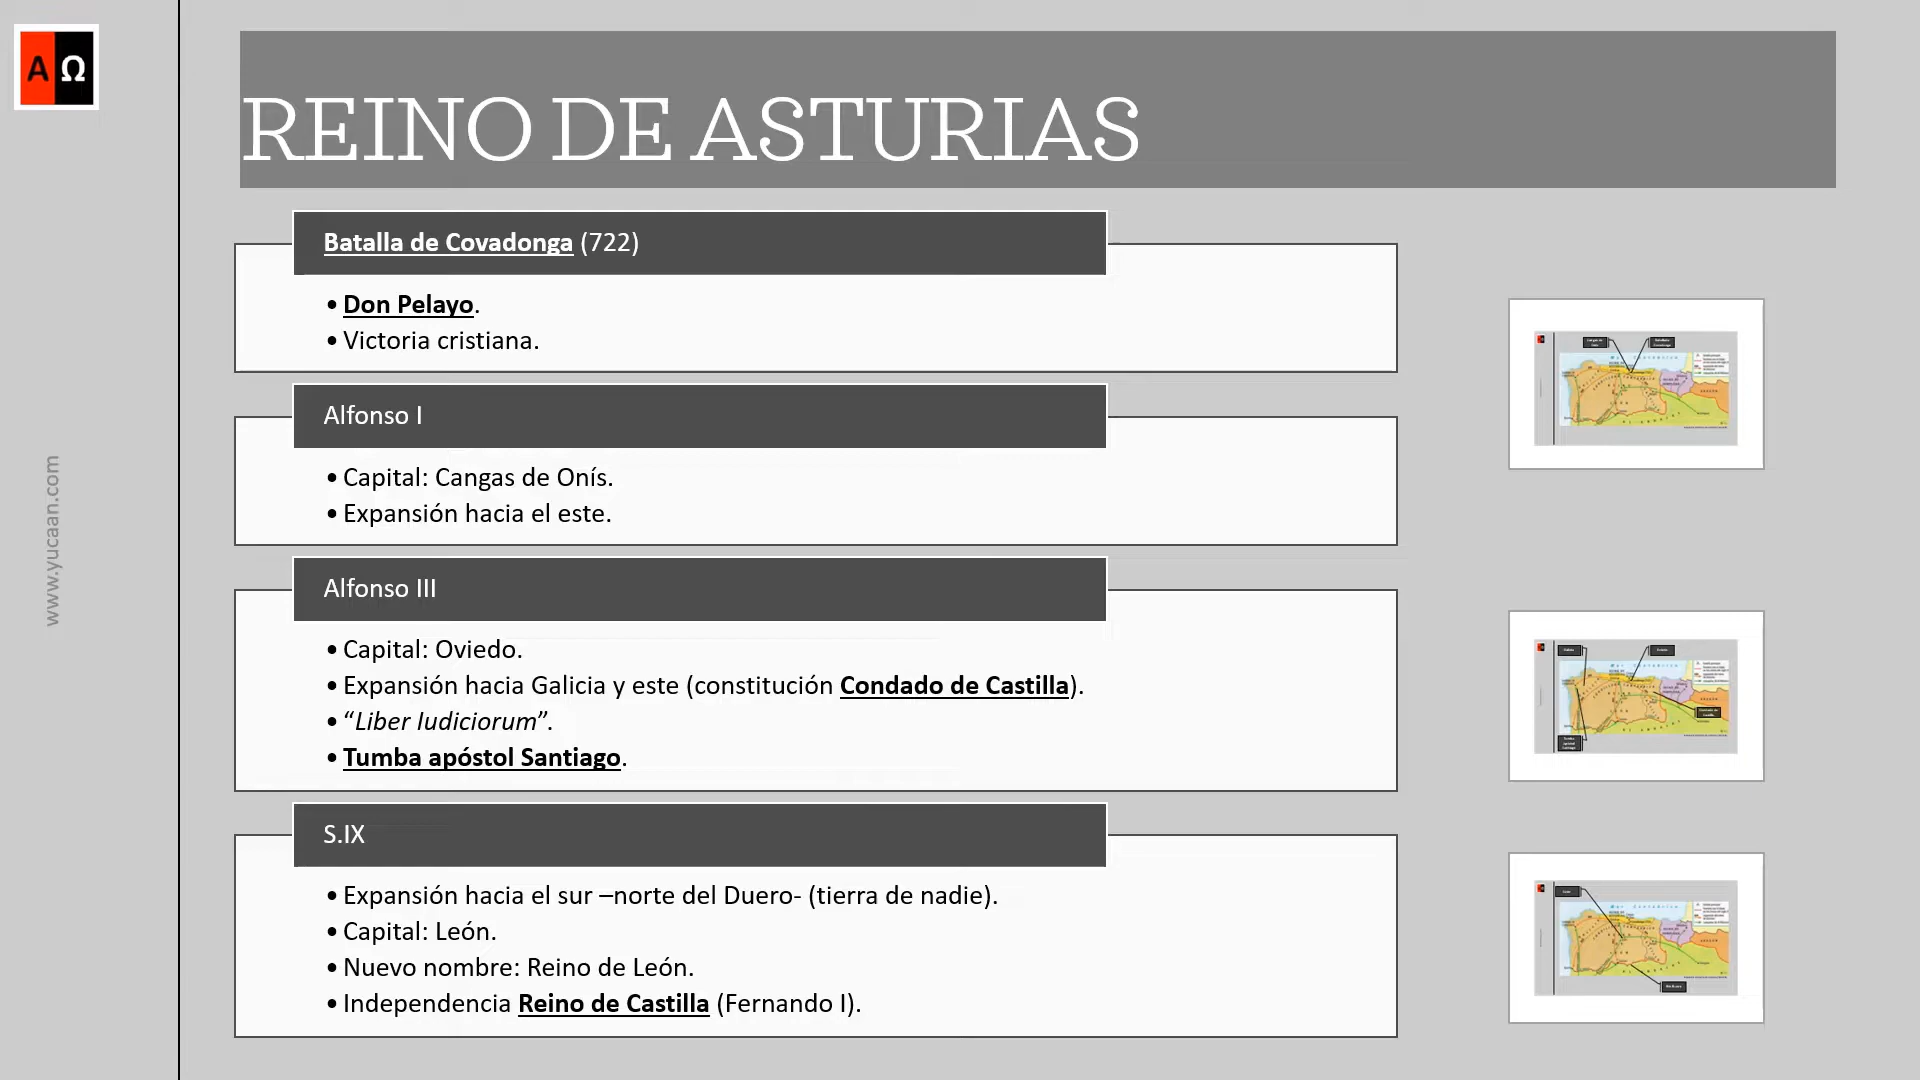 A Ω
REINO DE ASTURIAS
Batalla de Covadonga (722)
• Don Pelayo.
• Victoria cristiana.
Alfonso I
• Capital: Cangas de Onís.
• Expansión hacia el este.
Alfonso III
• Capital: Oviedo.
• Expansión hacia Galicia y este (constitución Condado de Castilla).
• “Liber Iudiciorum”.
• Tumba apóstol Santiago.
S.IX
• Expansión hacia el sur –norte del Duero- (tierra de nadie).
• Capital: León.
• Nuevo nombre: Reino de León.
• Independencia Reino de Castilla (Fernando I).
www.yucaan.com